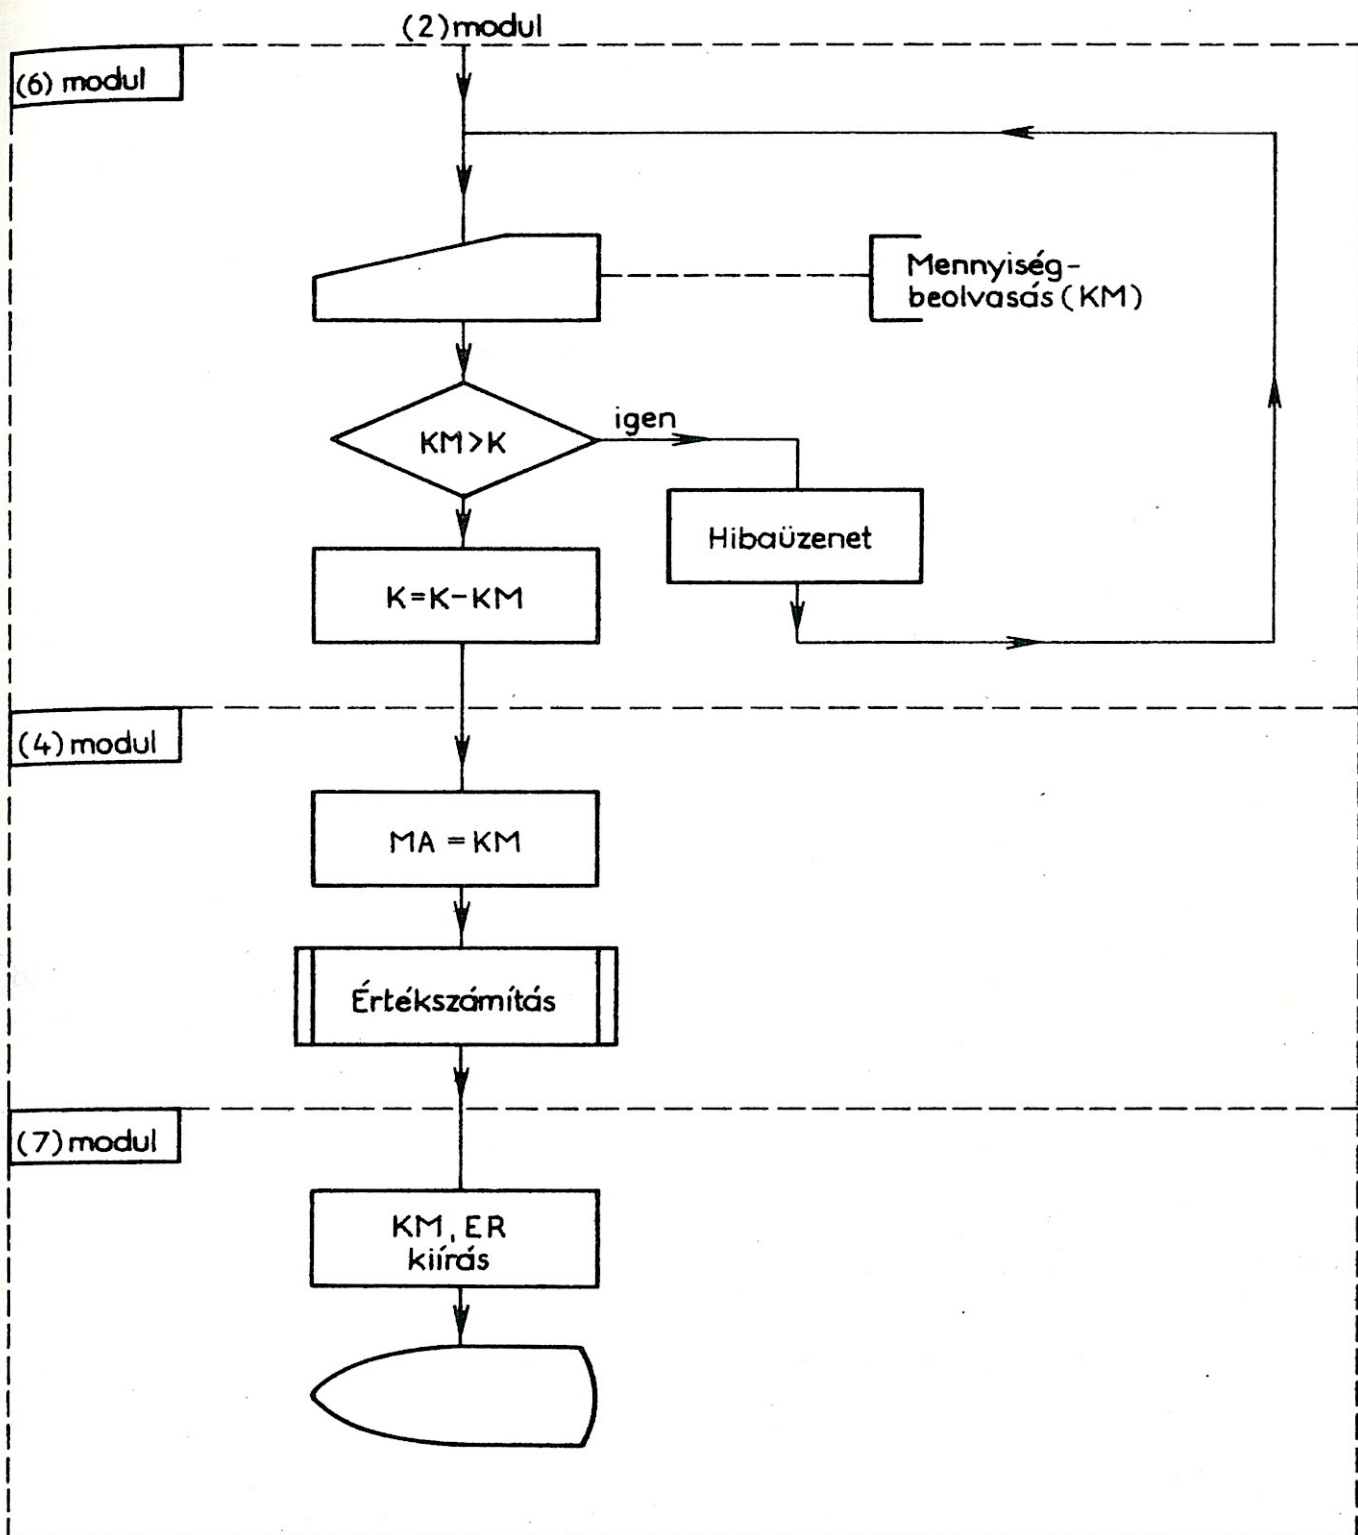 (2) modul
(6) modul
Mennyiség-
beolvasás (KM)
igen
KM>K
Hibaüzenet
K=K-KM
(4) modul
MA = KM
Értékszámítás
(7) modul
KM, ER
kiírás